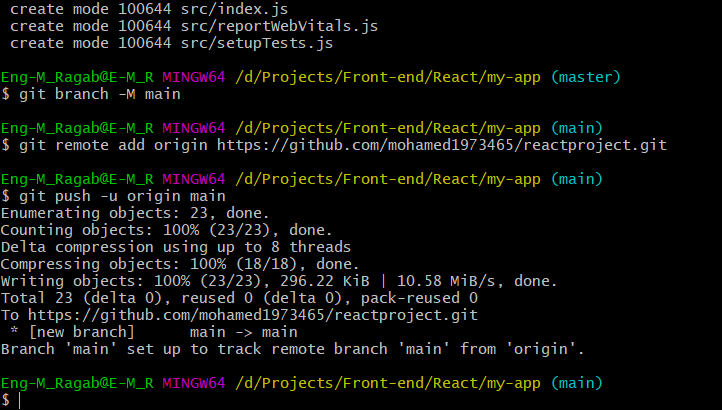 create mode 100644 src/index.js
create mode 100644 src/reportWebVitals.js
create mode 100644 src/setupTests.js
Eng-M_Ragab@E-M_R MINGW64 /d/Projects/Front-end/React/my-app (master)
$ git branch -M main
Eng-M_Ragab@E-M_R MINGW64 /d/Projects/Front-end/React/my-app (main)
$ git remote add origin https://github.com/mohamed1973465/reactproject.git
Eng-M_Ragab@E-M_R MINGW64 /d/Projects/Front-end/React/my-app (main)
$ git push -u origin main
Enumerating objects: 23, done.
Counting objects: 100% (23/23), done.
Delta compression using up to 8 threads
Compressing objects: 100% (18/18), done.
Writing objects: 100% (23/23), 296.22 KiB | 10.58 MiB/s, done.
Total 23 (delta 0), reused 0 (delta 0), pack-reused 0
To https://github.com/mohamed1973465/reactproject.git
 * [new branch]      main -> main
Branch 'main' set up to track remote branch 'main' from 'origin'.
Eng-M_Ragab@E-M_R MINGW64 /d/Projects/Front-end/React/my-app (main)
$